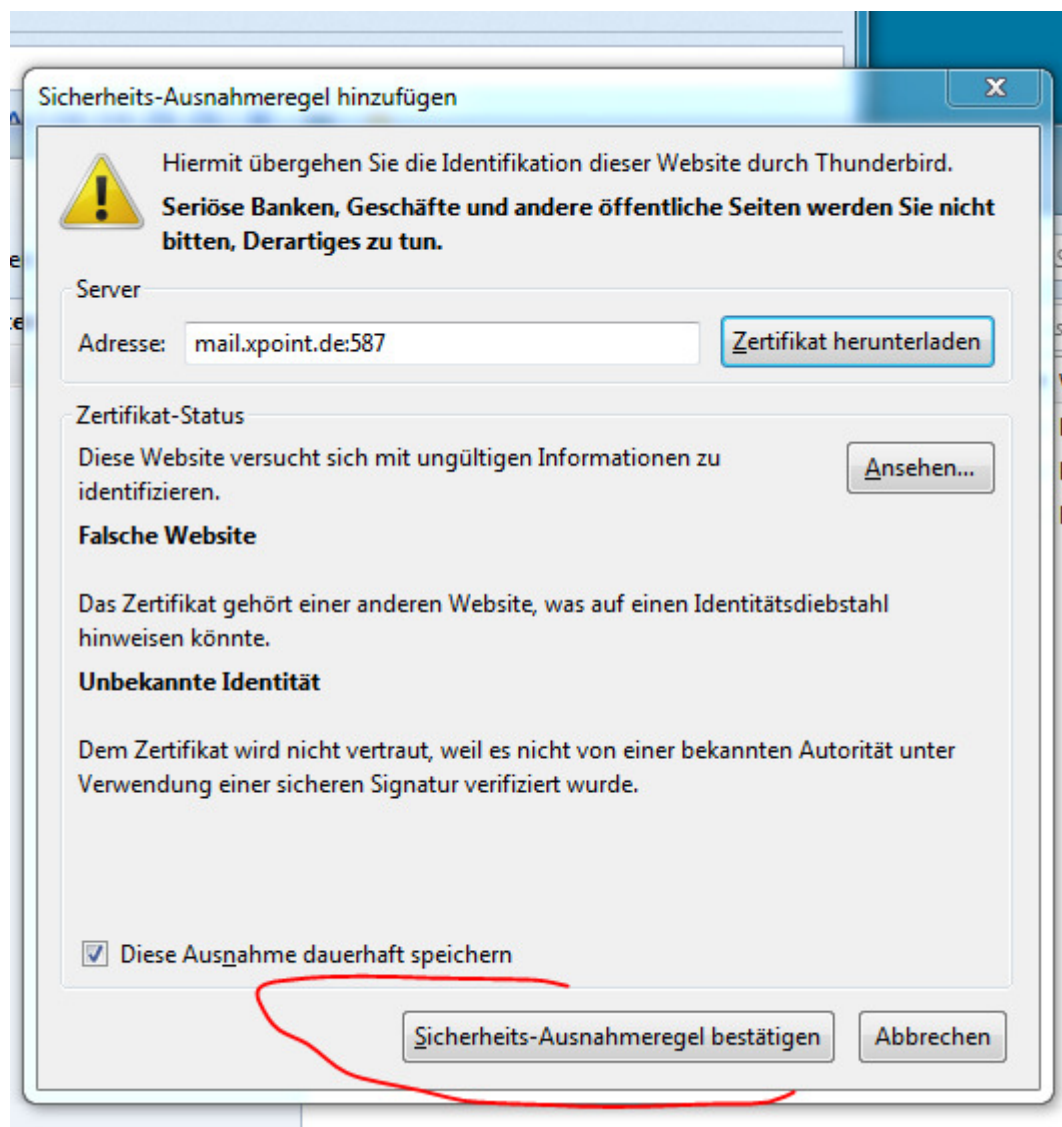 Sicherheits-Ausnahmeregel hinzufügen
X
Hiermit übergehen Sie die Identifikation dieser Website durch Thunderbird.
Seriöse Banken, Geschäfte und andere öffentliche Seiten werden Sie nicht
bitten, Derartiges zu tun.
Server
Adresse: mail.xpoint.de:587 Zertifikat herunterladen
Zertifikat-Status
Diese Website versucht sich mit ungültigen Informationen zu
identifizieren.
Ansehen...
Falsche Website
Das Zertifikat gehört einer anderen Website, was auf einen Identitätsdiebstahl
hinweisen könnte.
Unbekannte Identität
Dem Zertifikat wird nicht vertraut, weil es nicht von einer bekannten Autorität unter
Verwendung einer sicheren Signatur verifiziert wurde.
Diese Ausnahme dauerhaft speichern
Sicherheits-Ausnahmeregel bestätigen Abbrechen